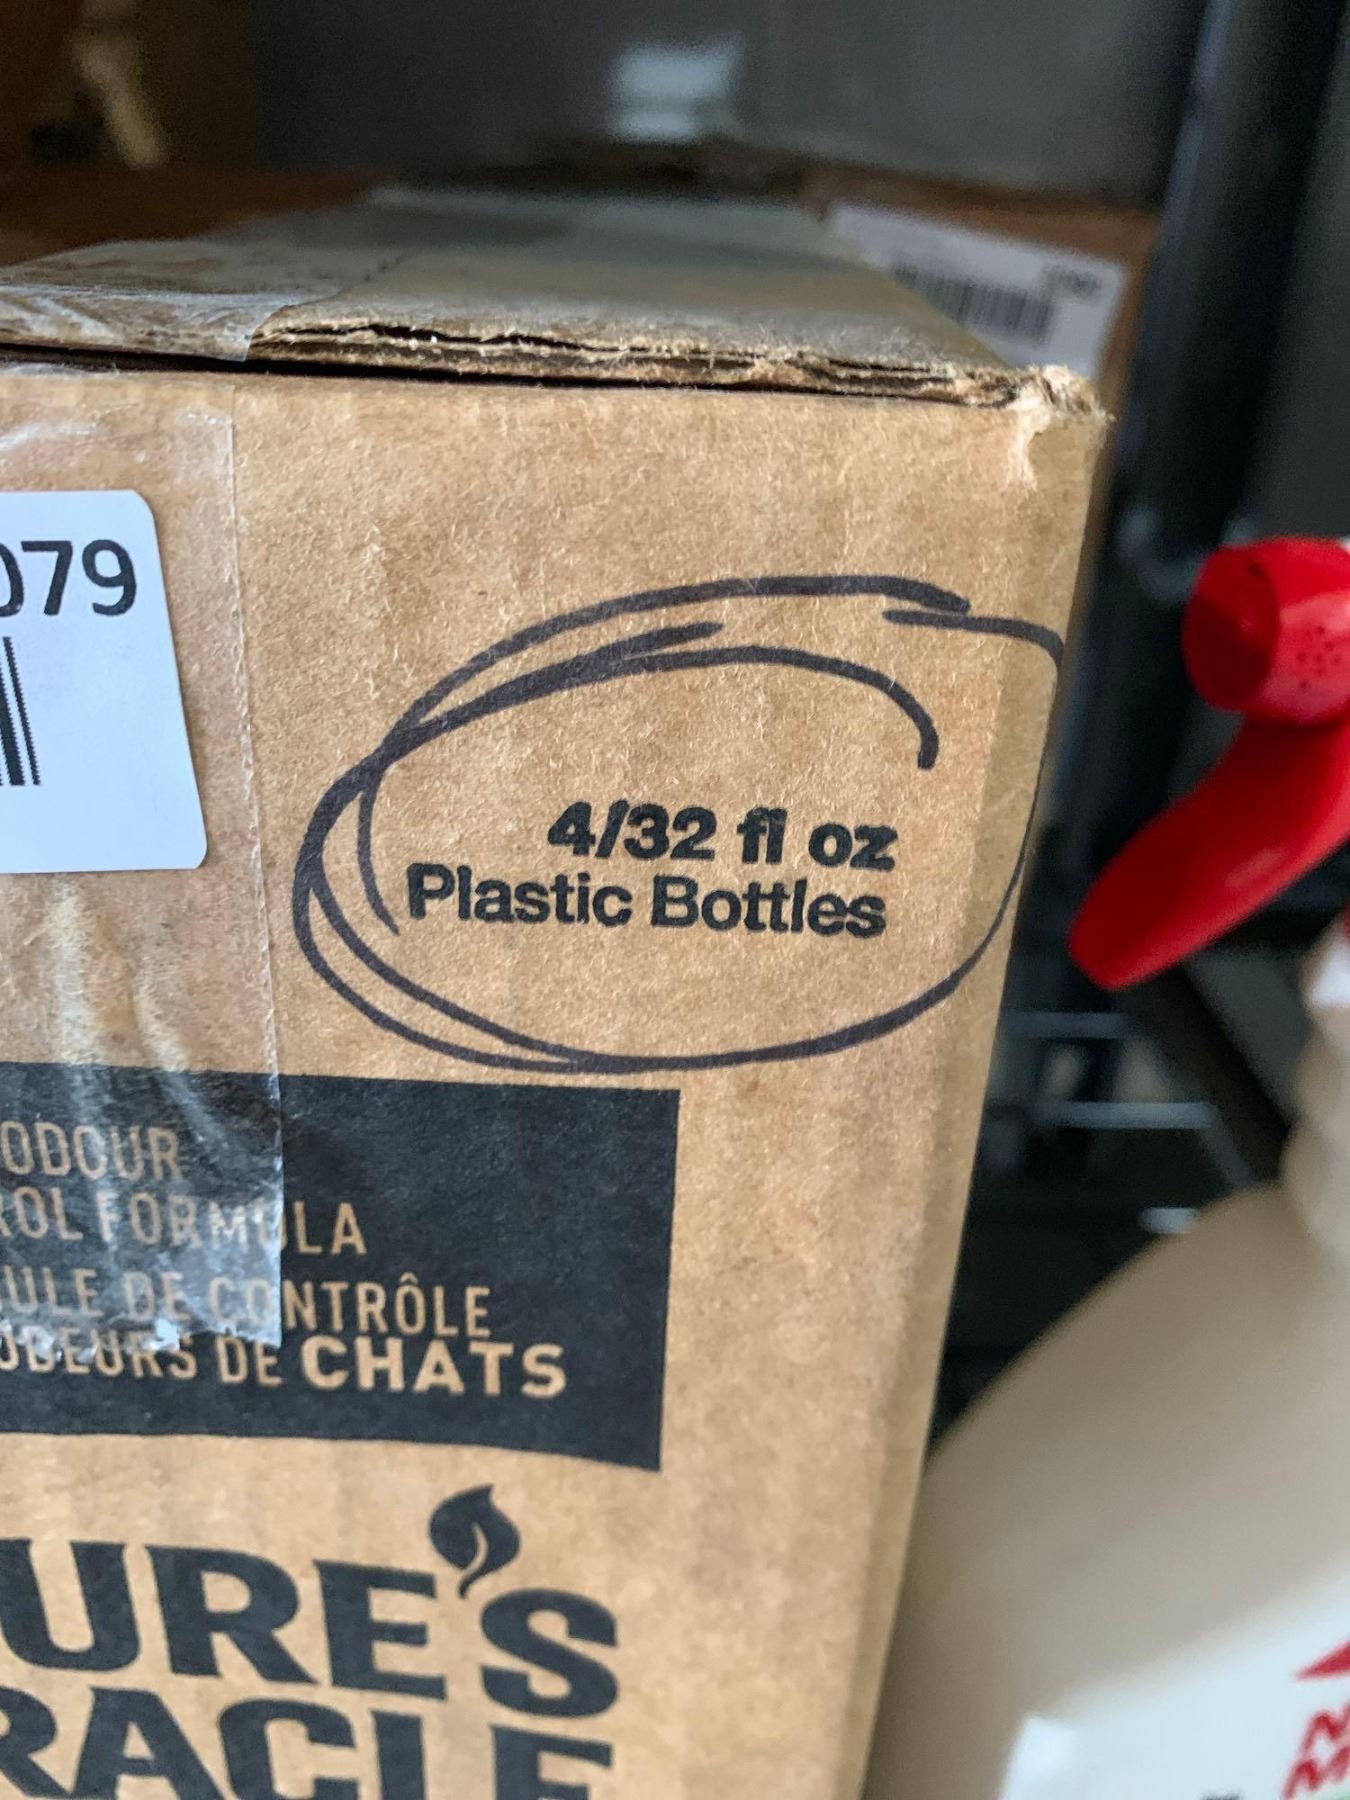 079
4/32 fl oz
Plastic Bottles
ODOUR
ROL FORMULA
ULE DE CONTRÔLE
ODEURS DE CHATS
URE'S
RACLE